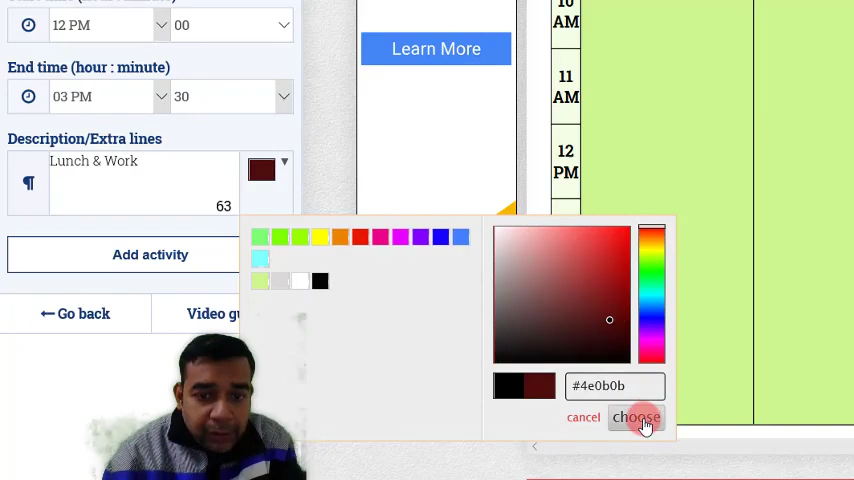 12 PM
00
End time (hour : minute)
03 PM
30
Description/Extra lines
Lunch & Work
63
Add activity
Go back
Video gu
Learn More
10
AM
11
AM
12
PM
#4e0b0b
cancel
choose